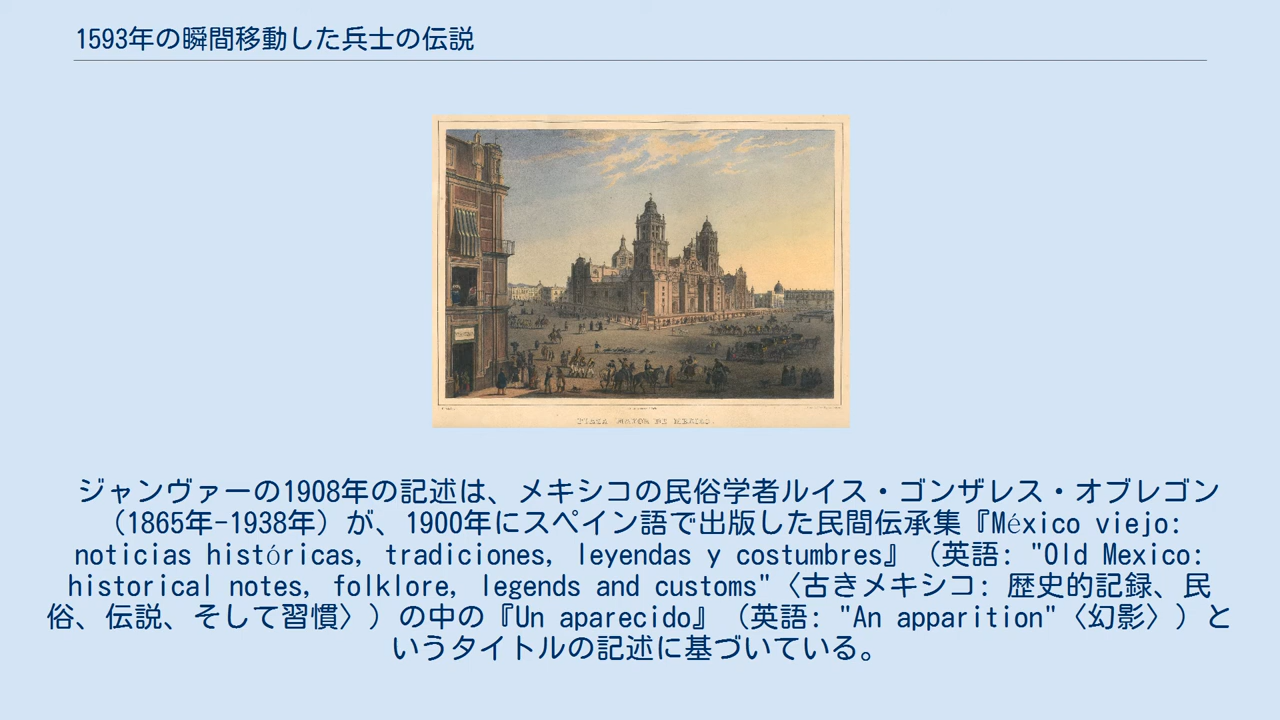 1593年の瞬間移動した兵士の伝説
PLAZA MAYOR DE MEXICO.
ジャンヴァーの1908年の記述は、メキシコの民俗学者ルイス・ゴンザレス・オブレゴン
（1865年-1938年）が、1900年にスペイン語で出版した民間伝承集『México viejo:
noticias históricas, tradiciones, leyendas y costumbres』（英語: "Old Mexico:
historical notes, folklore, legends and customs"〈古きメキシコ: 歴史的記録、民
俗、伝説、そして習慣〉）の中の『Un aparecido』（英語: "An apparition"〈幻影〉）と
いうタイトルの記述に基づいている。